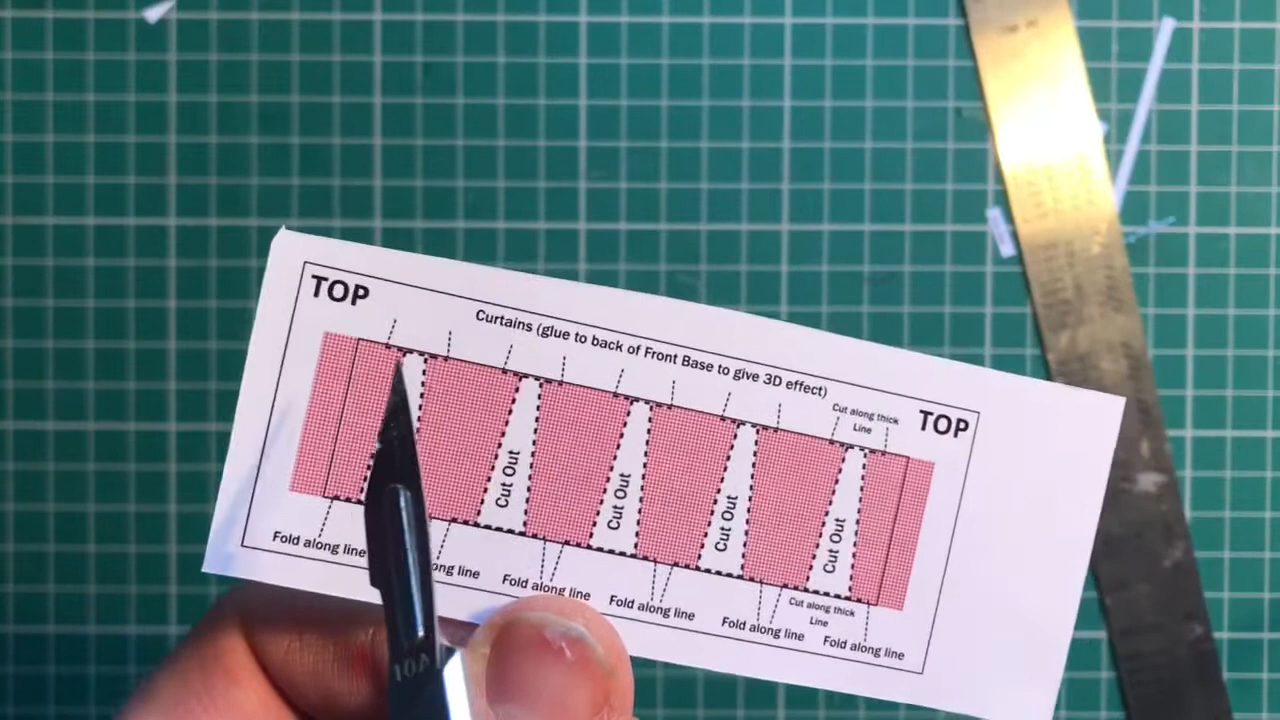 TOP
Curtains (glue to back of Front Base to give 3D effect)
Cut along thick
Line
TOP
Cut Out
Cut Out
Cut Out
Cut Out
Fold along line
along line
Fold along line
Fold along line
Fold along line
Cut along thick
Line
Fold along line